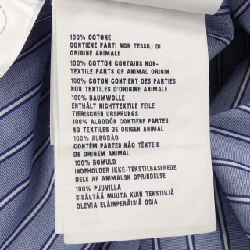 100% COTONE
CONTIENE PARTI NON TESSILI DI
ORIGINE ANIMALE
100% COTTON CONTAINS NON-
TEXTILE PARTS OF ANIMAL ORIGIN
100% COTON CONTIENT DES PARTIES
NON TEXTILES D'ORIGINE ANIMALE
100% BAUMWOLLE
ENTHÄLT NICHTTEXTILE TEILE
TIERISCHEN URSPRUNGS
100% ALGODÓN CONTIENE PARTES
NO TEXTILES DE ORIGEN ANIMAL
100% ALGODÃO
CONTÉM PARTES NÃO TÊXTEIS
DE ORIGEM ANIMAL
100% BOMULD
INDEHOLDER IKKE TEKSTILBASEREDE
DELE AF ANIMALSK OPRINDELSE
100% PUUVILLA
SISÄLTÄÄ MUITA KUIN TEKSTIILIÄ
OLEVIA ELÄINPERÄISIÄ OSIA